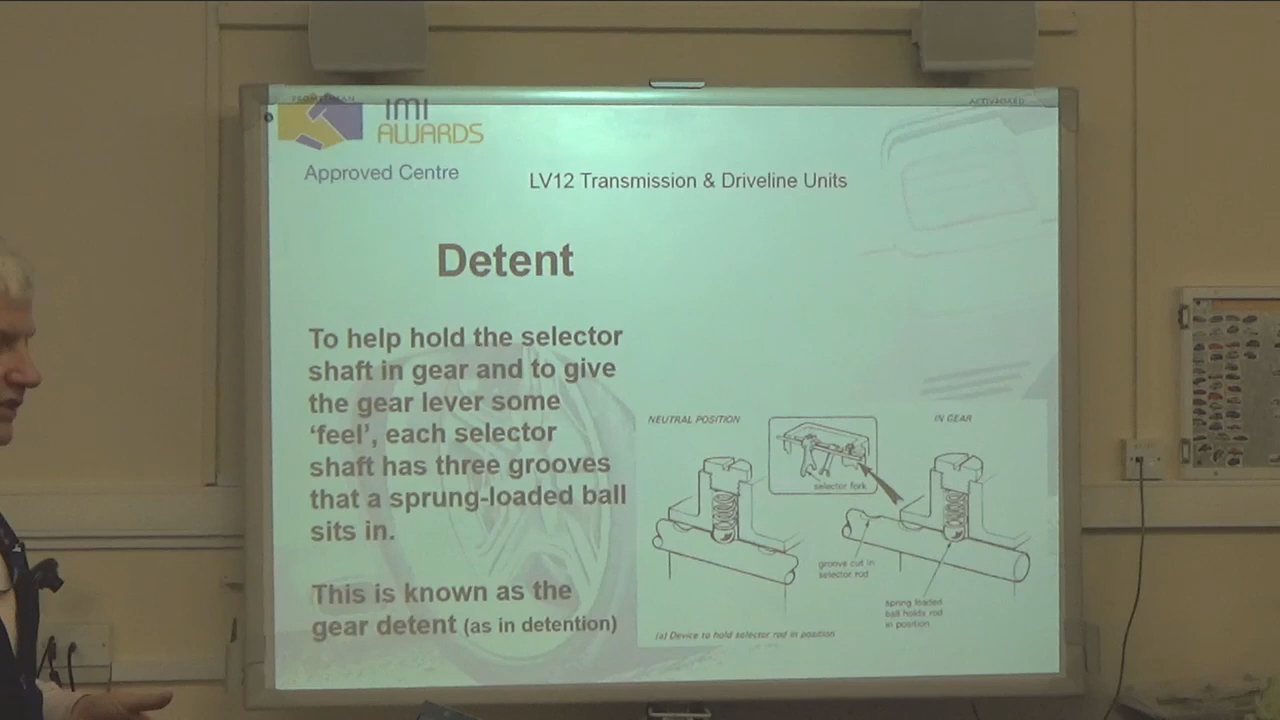 PROMETHEAN
ACTIVBOARD
IMI
AWARDS
Approved Centre
LV12 Transmission & Driveline Units
Detent
To help hold the selector
shaft in gear and to give
the gear lever some
‘feel’, each selector
shaft has three grooves
that a sprung-loaded ball
sits in.
This is known as the
gear detent (as in detention)
NEUTRAL POSITION
IN GEAR
selector fork
groove cut in
selector rod
spring loaded
ball holds rod
in position
(a) Device to hold selector rod in position